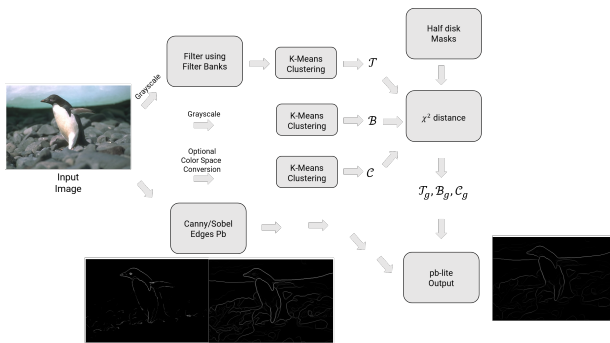 Half disk
Masks
Filter using
Filter Banks
K-Means
Clustering
𝒯
Grayscale
Grayscale
K-Means
Clustering
ℬ
χ² distance
Optional
Color Space
Conversion
K-Means
Clustering
𝒞
Input
Image
𝒯g, ℬg, 𝒞g
Canny/Sobel
Edges Pb
pb-lite
Output